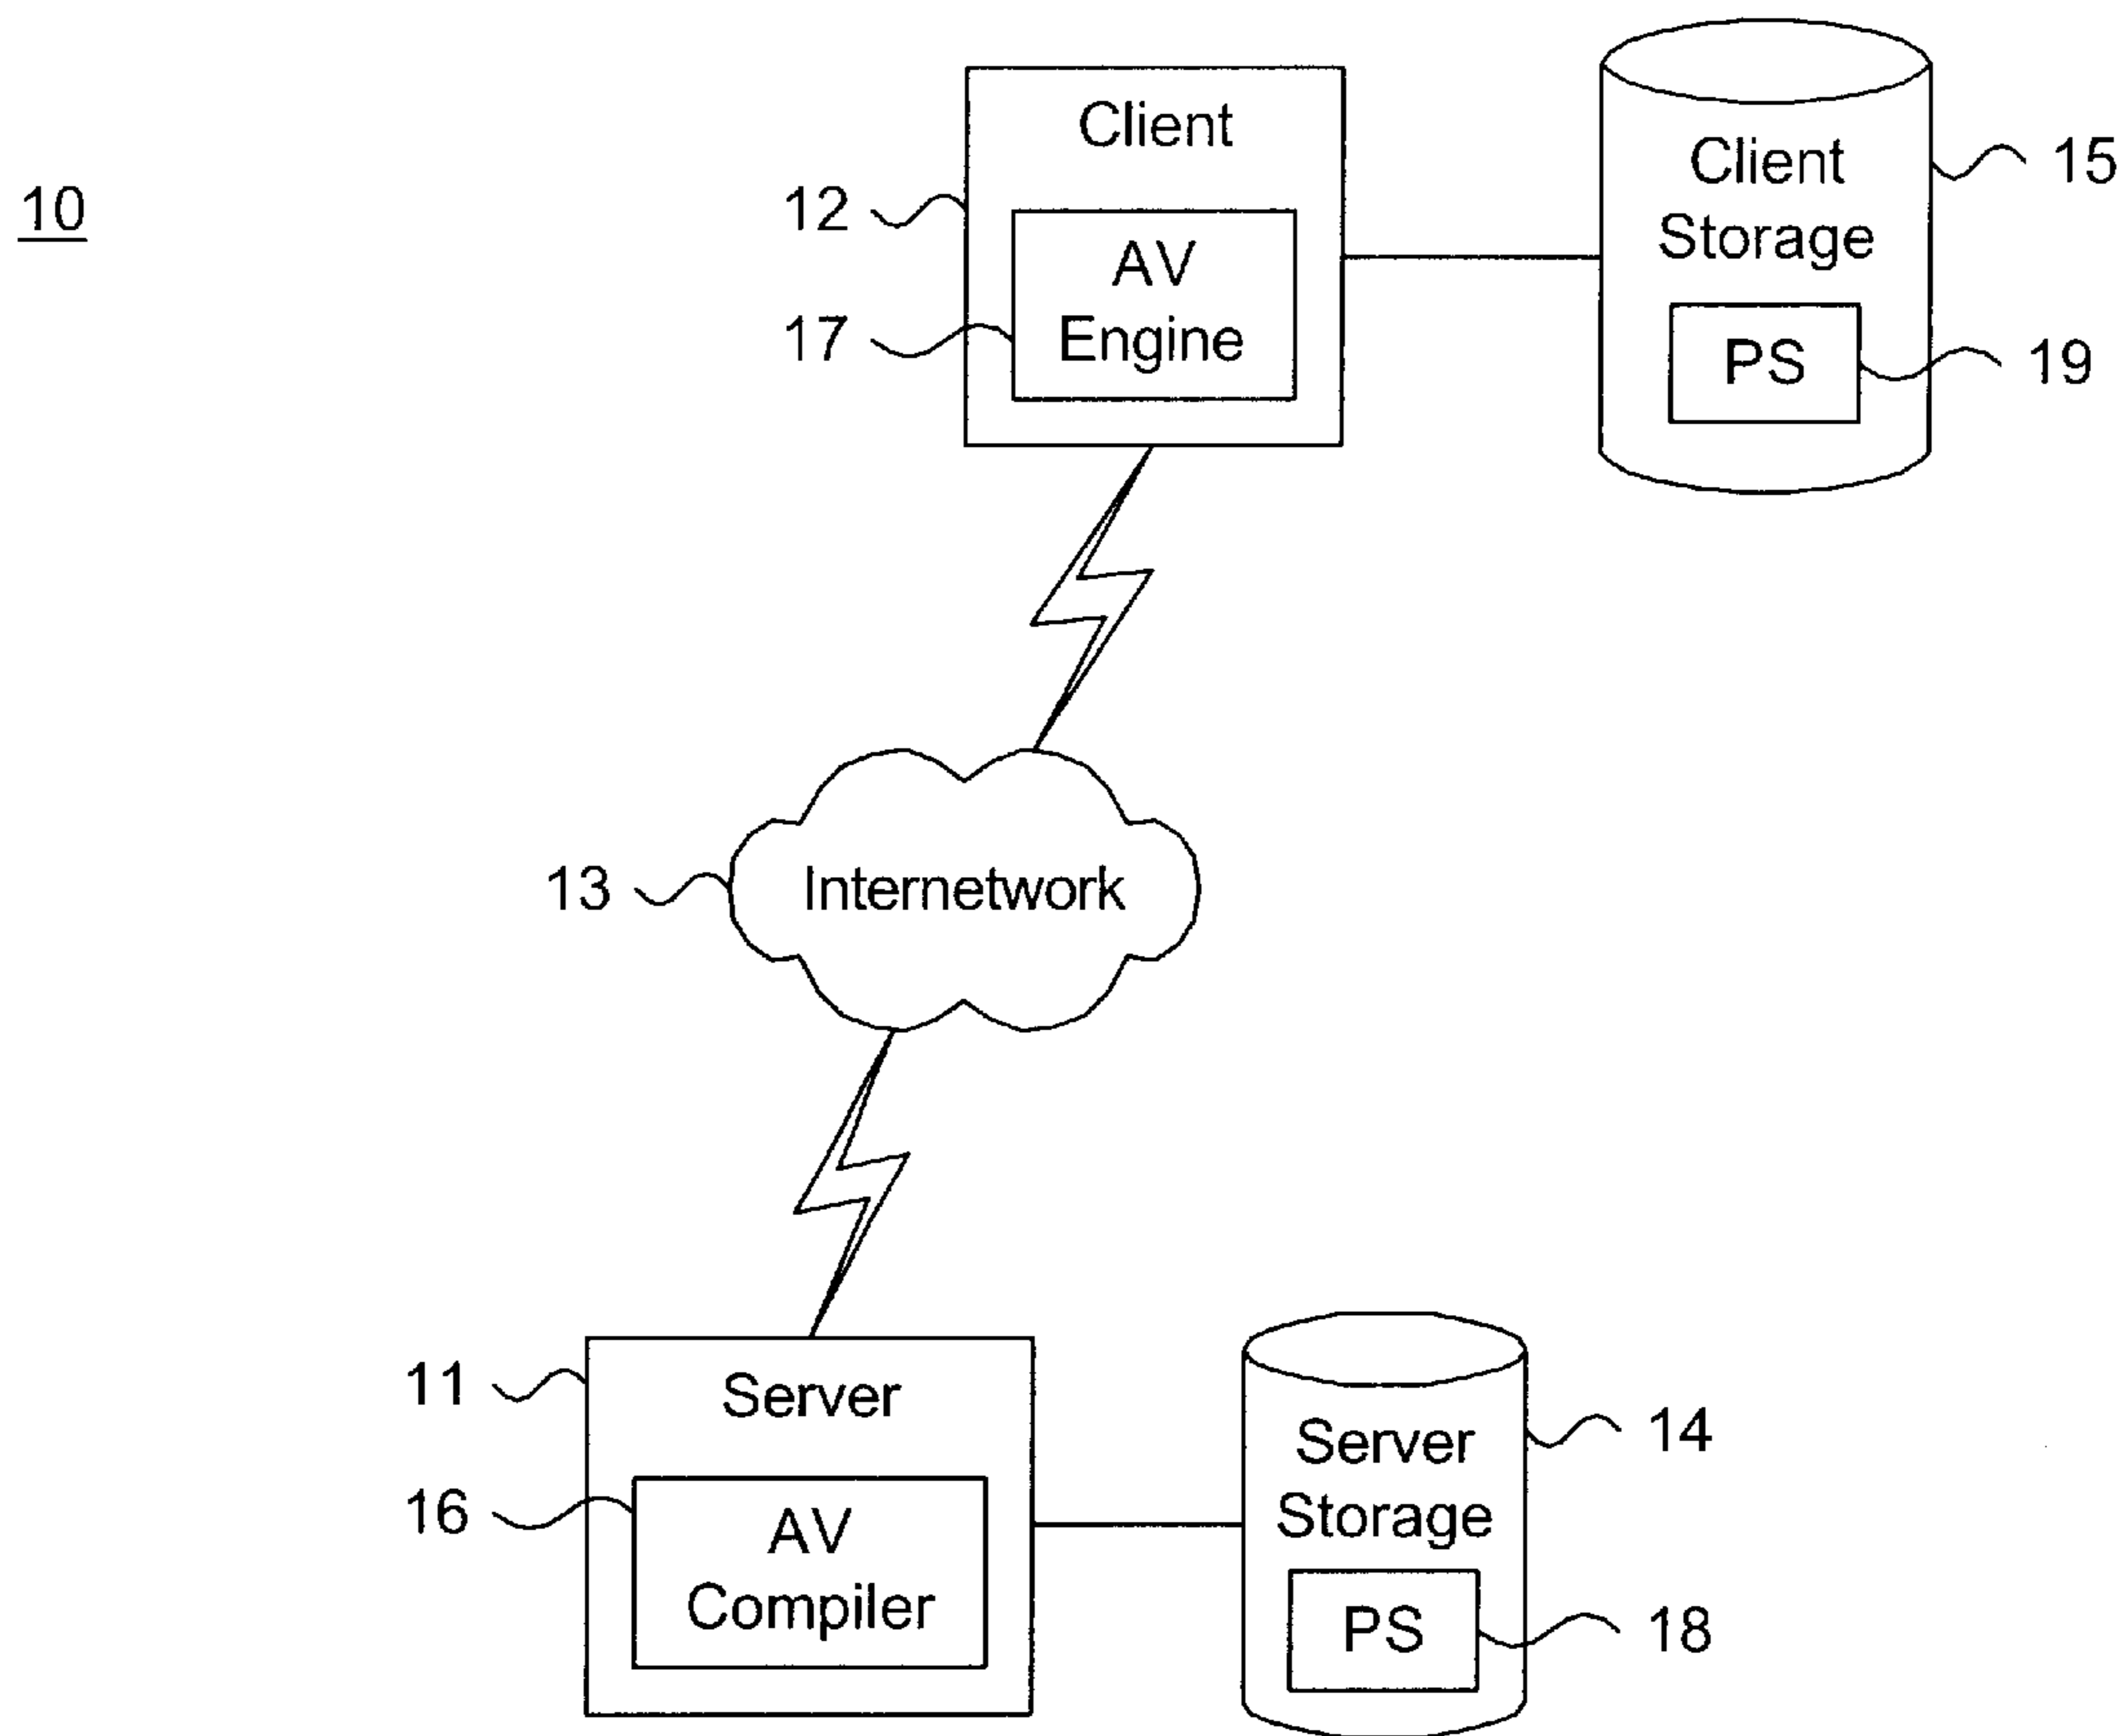 10
Client
12
AV
Engine
17
Client
Storage
15
PS
19
13
Internetwork
11
Server
16
AV
Compiler
Server
Storage
14
PS
18